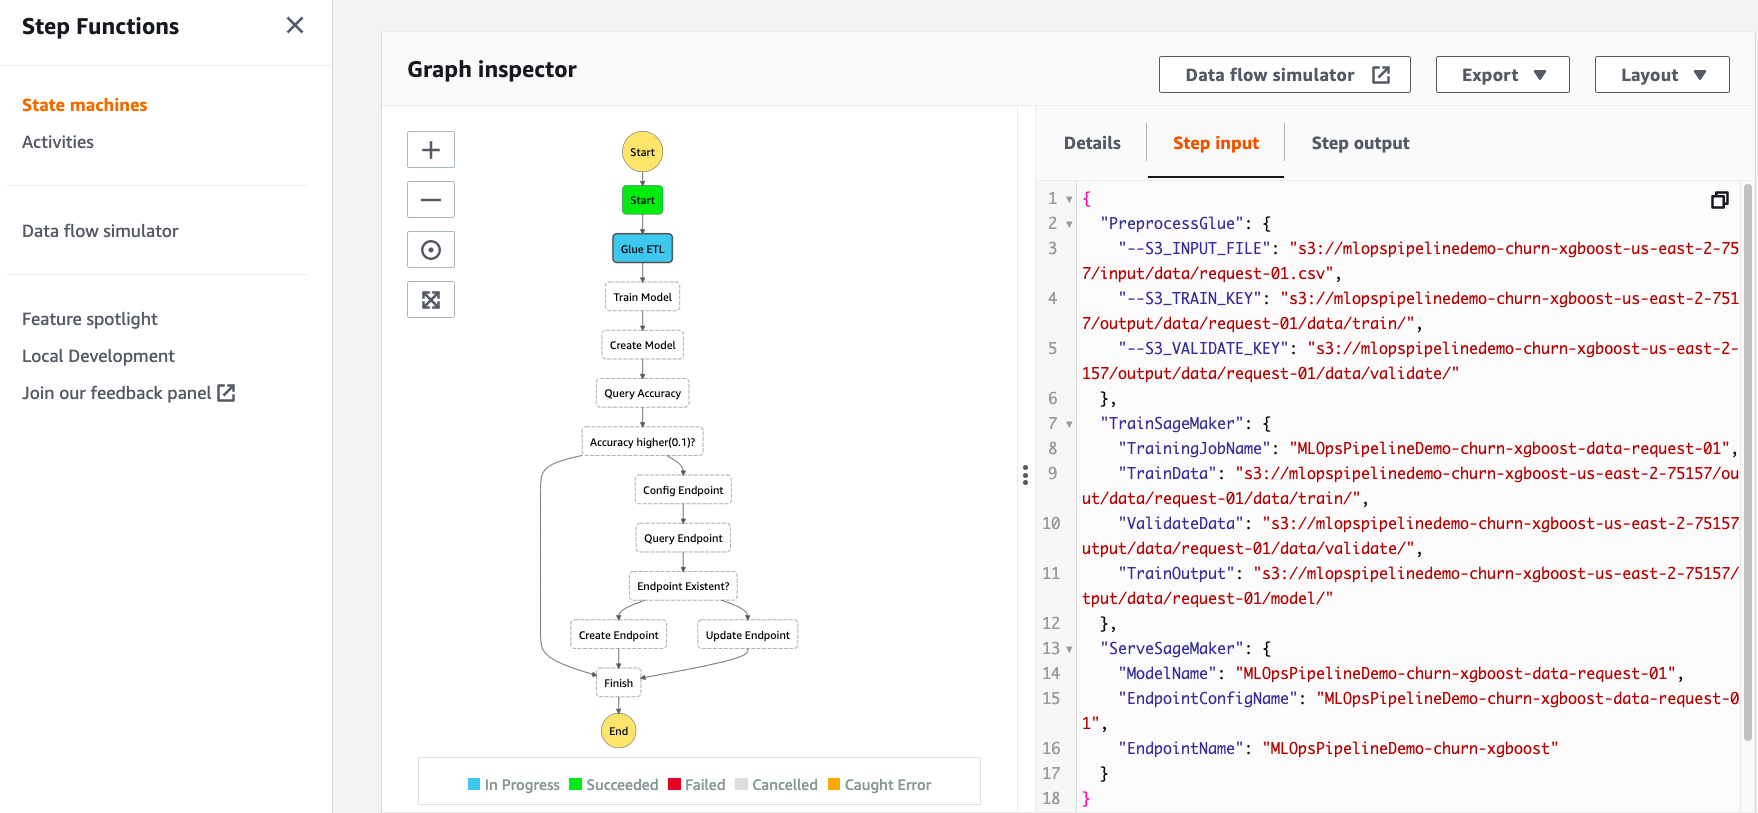 Step Functions
State machines
Activities
Data flow simulator
Feature spotlight
Local Development
Join our feedback panel
Graph inspector
Data flow simulator
Export
Layout
Start
Start
Glue ETL
Train Model
Create Model
Query Accuracy
Accuracy higher(0.1)?
Config Endpoint
Query Endpoint
Endpoint Existent?
Create Endpoint
Update Endpoint
Finish
End
In Progress
Succeeded
Failed
Cancelled
Caught Error
Details
Step input
Step output
1 {
2 "PreprocessGlue": {
3 "--S3_INPUT_FILE": "s3://mlopspipelinedemo-churn-xgboost-us-east-2-75
7/input/data/request-01.csv",
4 "--S3_TRAIN_KEY": "s3://mlopspipelinedemo-churn-xgboost-us-east-2-751
7/output/data/request-01/data/train/",
5 "--S3_VALIDATE_KEY": "s3://mlopspipelinedemo-churn-xgboost-us-east-2-
157/output/data/request-01/data/validate/"
6 },
7 "TrainSageMaker": {
8 "TrainingJobName": "MLOpsPipelineDemo-churn-xgboost-data-request-01",
9 "TrainData": "s3://mlopspipelinedemo-churn-xgboost-us-east-2-75157/ou
ut/data/request-01/data/train/",
10 "ValidateData": "s3://mlopspipelinedemo-churn-xgboost-us-east-2-75157
utput/data/request-01/data/validate/",
11 "TrainOutput": "s3://mlopspipelinedemo-churn-xgboost-us-east-2-75157/
tput/data/request-01/model/"
12 },
13 "ServeSageMaker": {
14 "ModelName": "MLOpsPipelineDemo-churn-xgboost-data-request-01",
15 "EndpointConfigName": "MLOpsPipelineDemo-churn-xgboost-data-request-0
1",
16 "EndpointName": "MLOpsPipelineDemo-churn-xgboost"
17 }
18 }